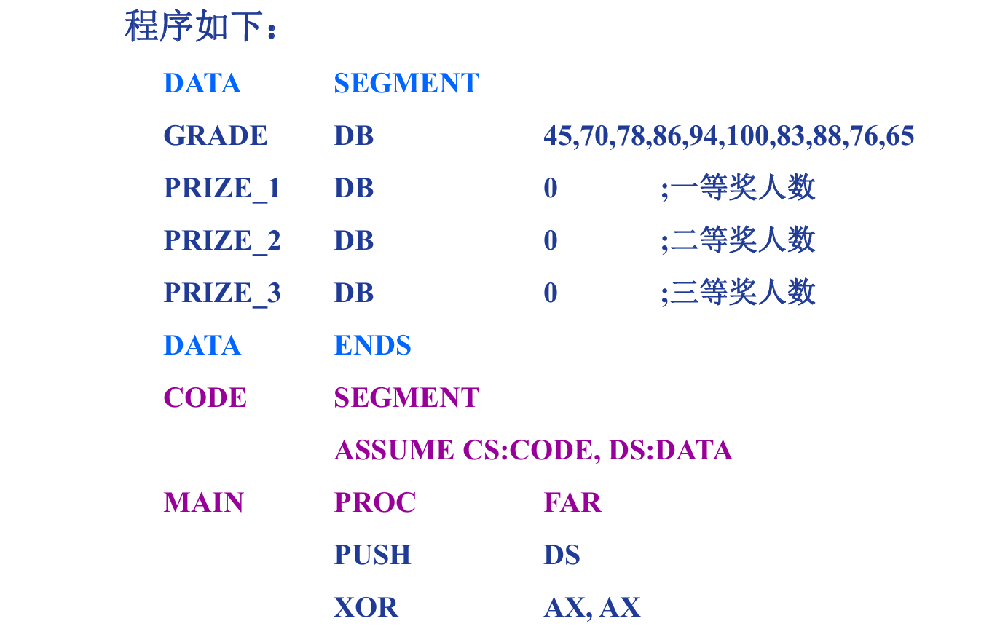 程序如下：
DATA SEGMENT
GRADE DB 45,70,78,86,94,100,83,88,76,65
PRIZE_1 DB 0 ;一等奖人数
PRIZE_2 DB 0 ;二等奖人数
PRIZE_3 DB 0 ;三等奖人数
DATA ENDS
CODE SEGMENT
ASSUME CS:CODE, DS:DATA
MAIN PROC FAR
PUSH DS
XOR AX, AX